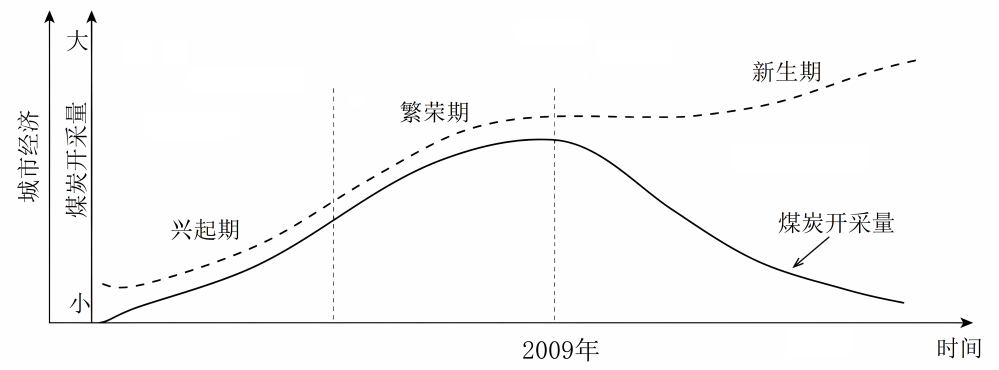 大
城市经济
煤炭开采量
小
兴起期
繁荣期
新生期
煤炭开采量
2009年
时间